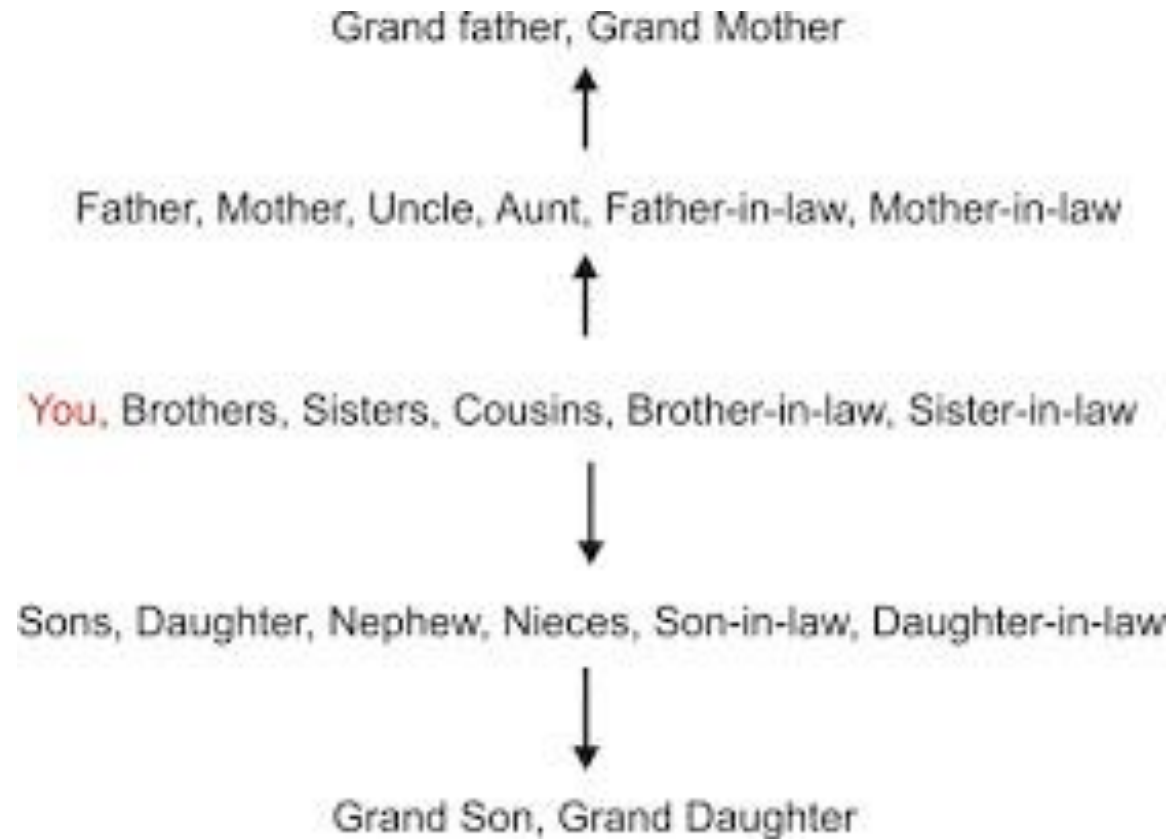 Grand father, Grand Mother
Father, Mother, Uncle, Aunt, Father-in-law, Mother-in-law
You, Brothers, Sisters, Cousins, Brother-in-law, Sister-in-law
Sons, Daughter, Nephew, Nieces, Son-in-law, Daughter-in-law
Grand Son, Grand Daughter